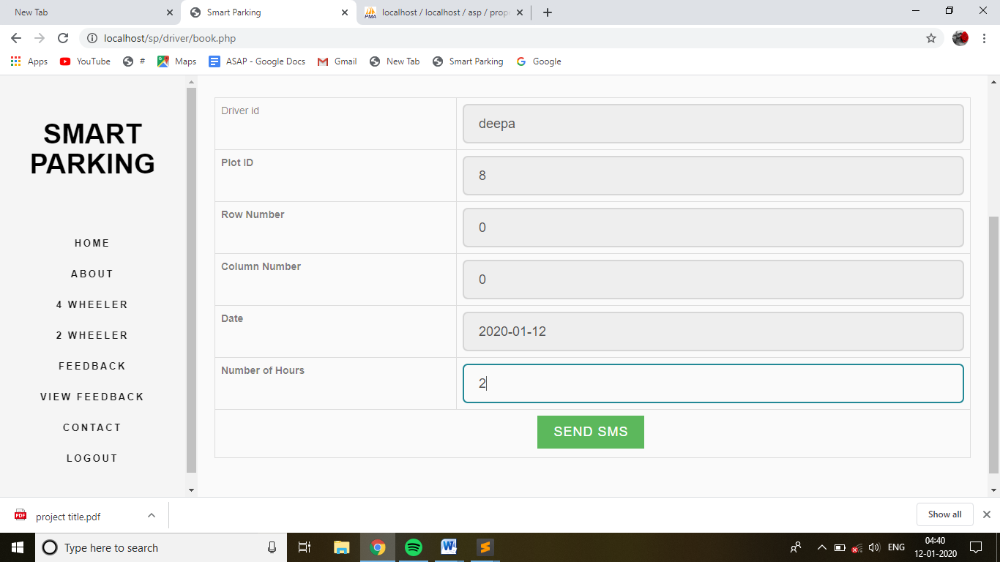 New Tab
Smart Parking
localhost / localhost / asp / prop
localhost/sp/driver/book.php
Apps
YouTube
#
Maps
ASAP - Google Docs
Gmail
New Tab
Smart Parking
Google
SMART
PARKING
HOME
ABOUT
4 WHEELER
2 WHEELER
FEEDBACK
VIEW FEEDBACK
CONTACT
LOGOUT
Driver id
deepa
Plot ID
8
Row Number
0
Column Number
0
Date
2020-01-12
Number of Hours
2
SEND SMS
project title.pdf
Show all
Type here to search
ENG
04:40
12-01-2020